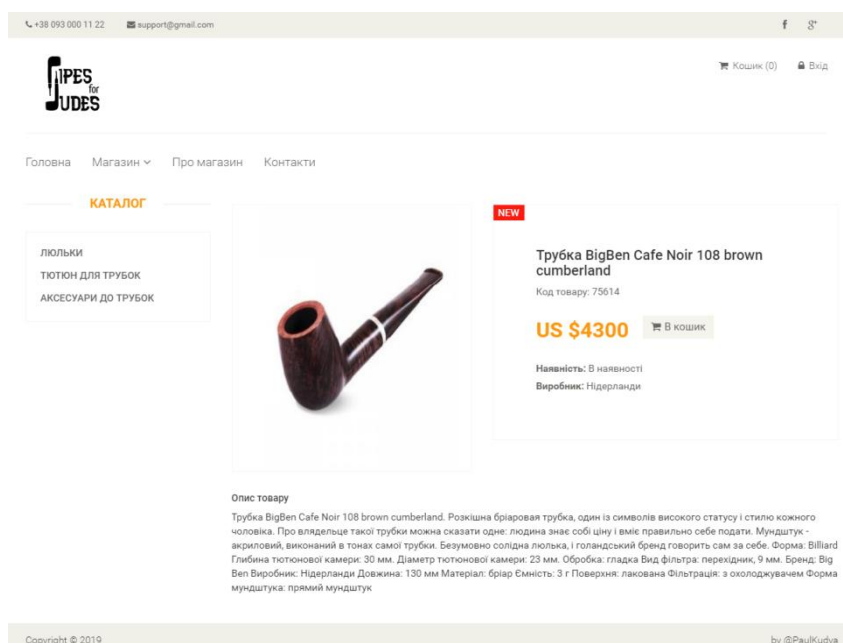 +38 093 000 11 22 support@gmail.com f g+
PIPES
for
DUDES
Кошик (0) Вхід
Головна Магазин Про магазин Контакти
КАТАЛОГ
ЛЮЛЬКИ
ТЮТЮН ДЛЯ ТРУБОК
АКСЕСУАРИ ДО ТРУБОК
NEW
Трубка BigBen Cafe Noir 108 brown
cumberland
Код товару: 75614
US $4300 В кошик
Наявність: В наявності
Виробник: Нідерланди
Опис товару
Трубка BigBen Cafe Noir 108 brown cumberland. Розкішна бріарова трубка, один із символів високого статусу і стилю кожного
чоловіка. Про впядельце такої трубки можна сказати одне: людина знає собі ціну і вміє правильно себе подати. Мундштук -
акриловий, виконаний в тонах самої трубки. Безумовно солідна люлька, і голандський бренд говорить сам за себе. Форма: Billiard
Глибина тютюнової камери: 30 мм. Діаметр тютюнової камери: 23 мм. Обробка: гладка Вид фільтра: перехідник, 9 мм. Бренд: Big
Ben Виробник: Нідерланди Довжина: 130 мм Матеріал: бріар Ємність: 3 г Поверхня: лакована Фільтрація: з охолоджувачем Форма
мундштука: прямий мундштук
Copyright © 2019 by @PaulKudya